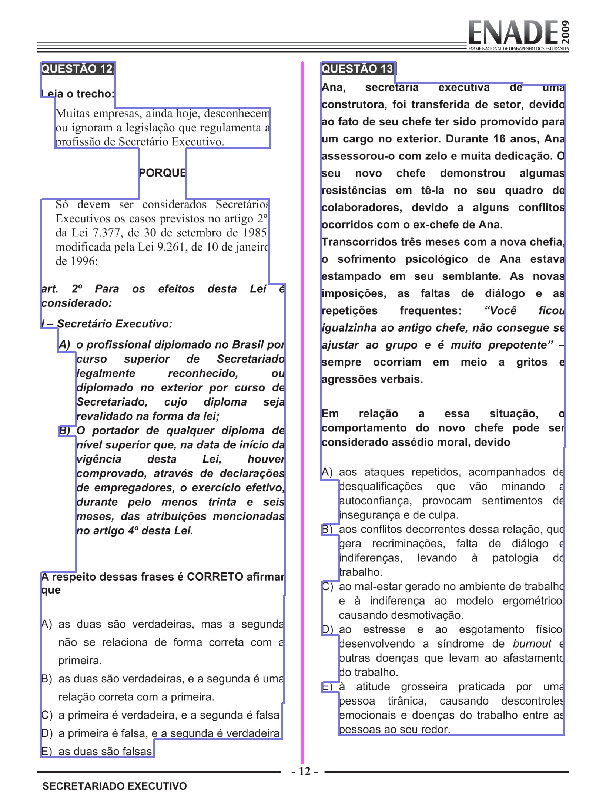 ENADE 2009
EXAME NACIONAL DE DESEMPENHO DOS ESTUDANTES
QUESTÃO 12
Leia o trecho:
Muitas empresas, ainda hoje, desconhecem
ou ignoram a legislação que regulamenta a
profissão de Secretário Executivo.
PORQUE
Só devem ser considerados Secretários
Executivos os casos previstos no artigo 2º
da Lei 7.377, de 30 de setembro de 1985,
modificada pela Lei 9.261, de 10 de janeiro
de 1996:
art. 2º Para os efeitos desta Lei é
considerado:
I – Secretário Executivo:
A) o profissional diplomado no Brasil por
curso superior de Secretariado
legalmente reconhecido, ou
diplomado no exterior por curso de
Secretariado, cujo diploma seja
revalidado na forma da lei;
B) O portador de qualquer diploma de
nível superior que, na data de início da
vigência desta Lei, houver
comprovado, através de declarações
de empregadores, o exercício efetivo,
durante pelo menos trinta e seis
meses, das atribuições mencionadas
no artigo 4º desta Lei.
A respeito dessas frases é CORRETO afirmar
que
A) as duas são verdadeiras, mas a segunda
não se relaciona de forma correta com a
primeira.
B) as duas são verdadeiras, e a segunda é uma
relação correta com a primeira.
C) a primeira é verdadeira, e a segunda é falsa.
D) a primeira é falsa, e a segunda é verdadeira.
E) as duas são falsas.
QUESTÃO 13
Ana, secretária executiva de uma
construtora, foi transferida de setor, devido
ao fato de seu chefe ter sido promovido para
um cargo no exterior. Durante 16 anos, Ana
assessorou-o com zelo e muita dedicação. O
seu novo chefe demonstrou algumas
resistências em tê-la no seu quadro de
colaboradores, devido a alguns conflitos
ocorridos com o ex-chefe de Ana.
Transcorridos três meses com a nova chefia,
o sofrimento psicológico de Ana estava
estampado em seu semblante. As novas
imposições, as faltas de diálogo e as
repetições frequentes: “Você ficou
igualzinha ao antigo chefe, não consegue se
ajustar ao grupo e é muito prepotente” –
sempre ocorriam em meio a gritos e
agressões verbais.
Em relação a essa situação, o
comportamento do novo chefe pode ser
considerado assédio moral, devido
A) aos ataques repetidos, acompanhados de
desqualificações que vão minando a
autoconfiança, provocam sentimentos de
insegurança e de culpa.
B) aos conflitos decorrentes dessa relação, que
gera recriminações, falta de diálogo e
indiferenças, levando à patologia do
trabalho.
C) ao mal-estar gerado no ambiente de trabalho
e à indiferença ao modelo ergométrico,
causando desmotivação.
D) ao estresse e ao esgotamento físico,
desenvolvendo a síndrome de burnout e
outras doenças que levam ao afastamento
do trabalho.
E) à atitude grosseira praticada por uma
pessoa tirânica, causando descontroles
emocionais e doenças do trabalho entre as
pessoas ao seu redor.
- 12 -
SECRETARIADO EXECUTIVO